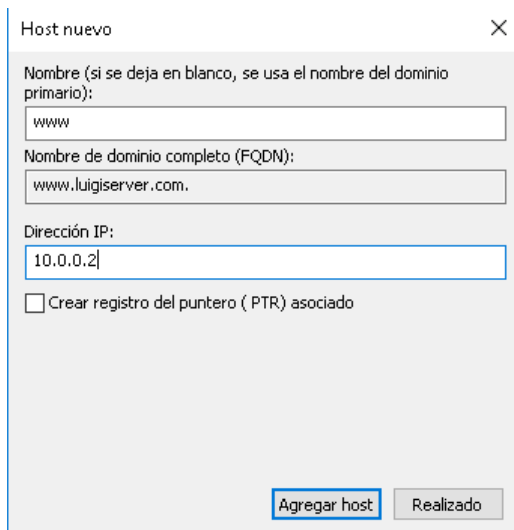 Host nuevo
Nombre (si se deja en blanco, se usa el nombre del dominio
primario):
www
Nombre de dominio completo (FQDN):
www.luigiserver.com.
Dirección IP:
10.0.0.2
Crear registro del puntero ( PTR) asociado
Agregar host
Realizado